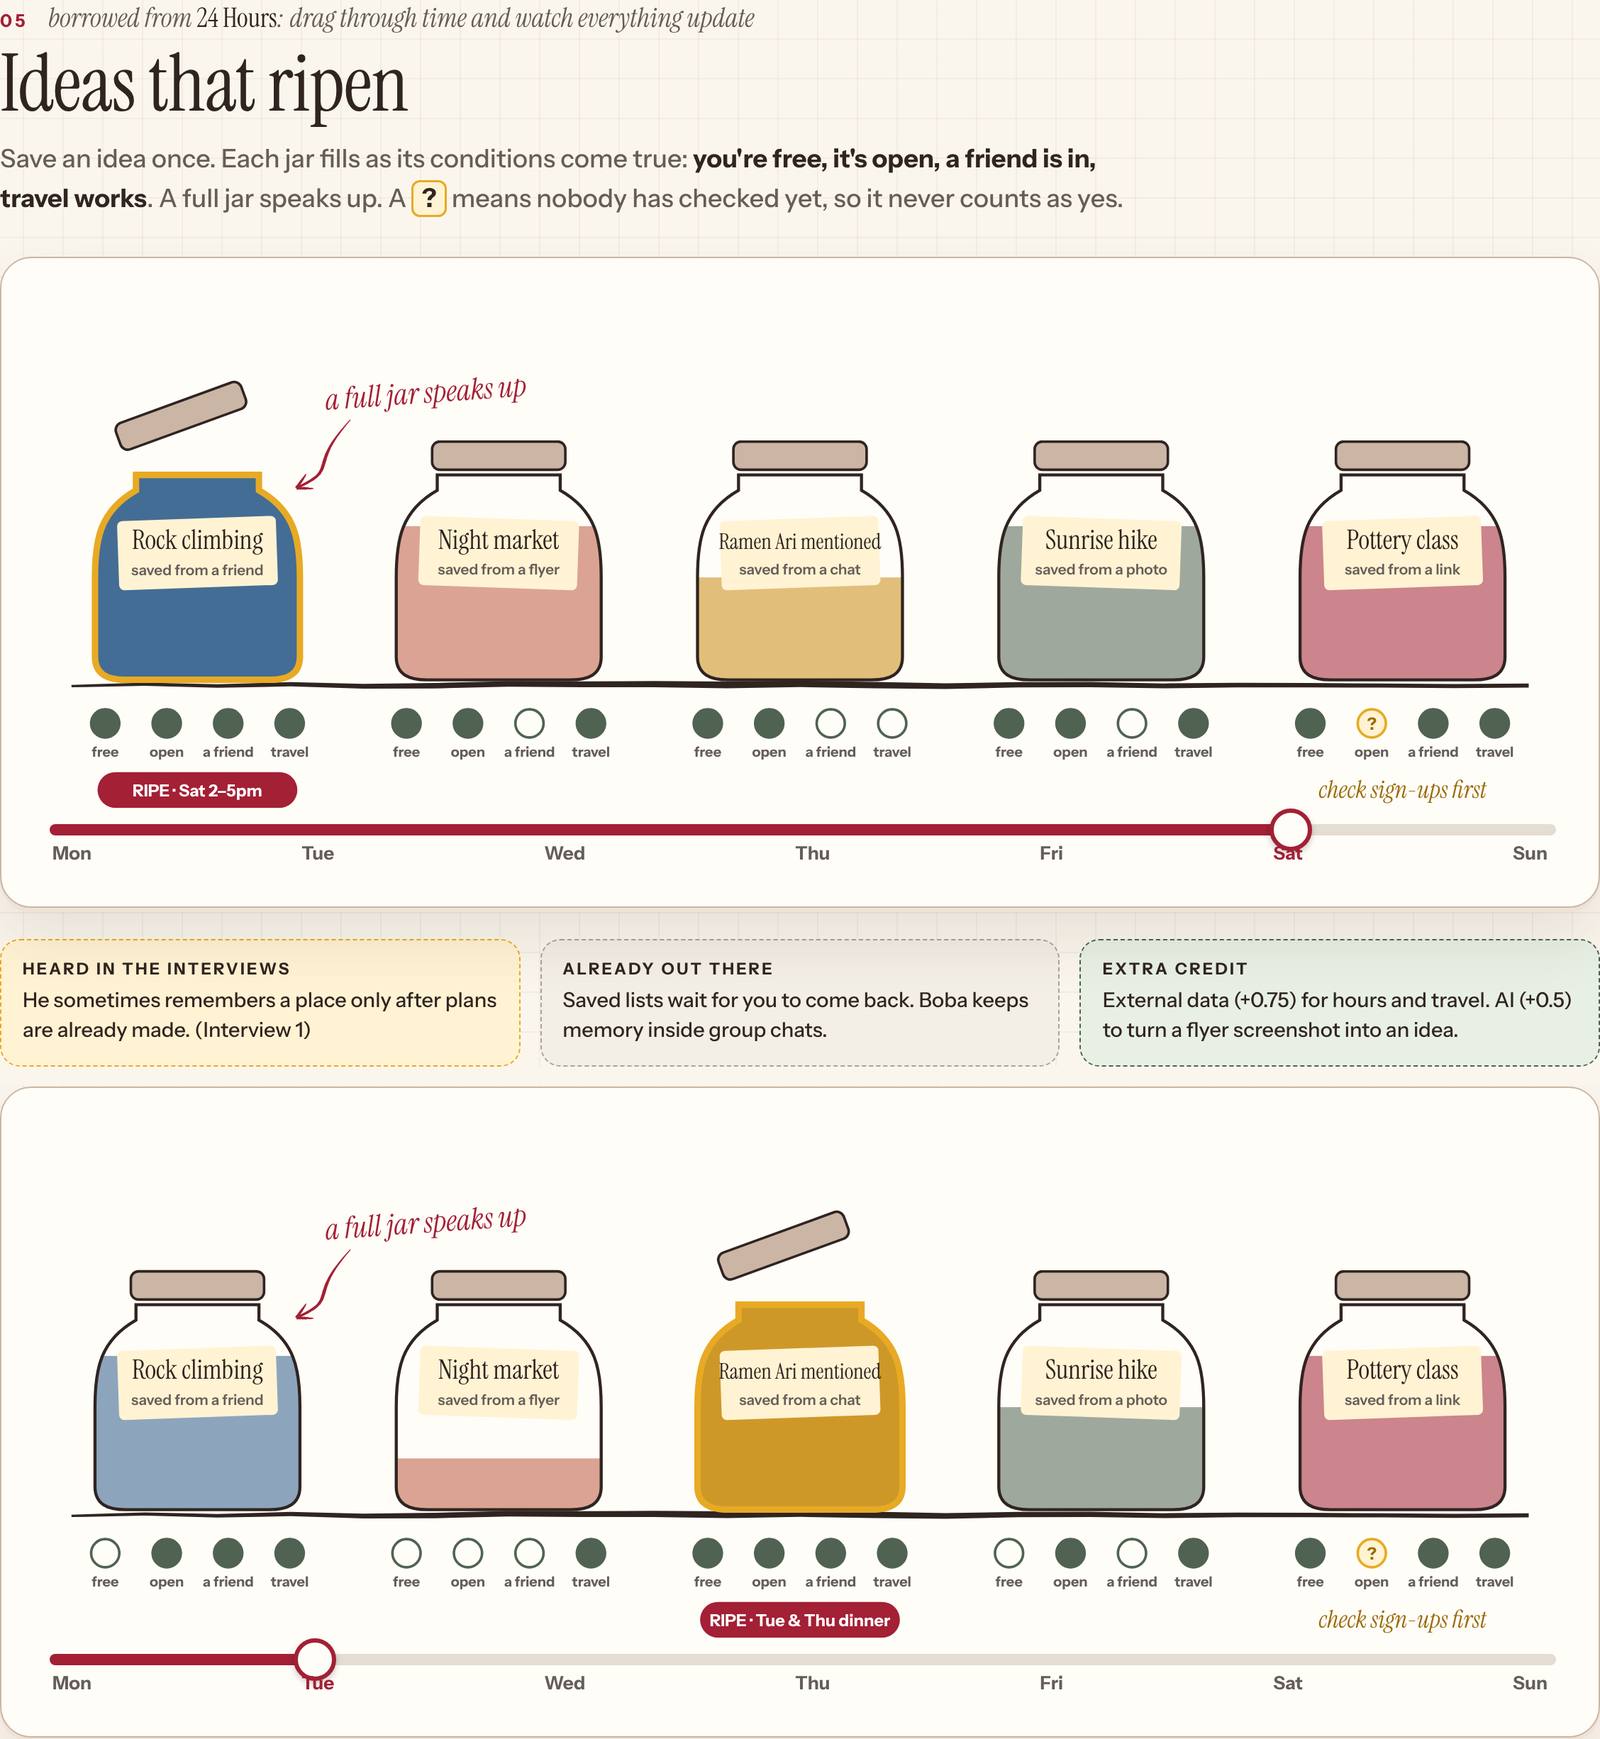 05 borrowed from 24 Hours: drag through time and watch everything update
Ideas that ripen
Save an idea once. Each jar fills as its conditions come true: you're free, it's open, a friend is in,
travel works. A full jar speaks up. A ? means nobody has checked yet, so it never counts as yes.
a full jar speaks up
Rock climbing
saved from a friend
Night market
saved from a flyer
Ramen Ari mentioned
saved from a chat
Sunrise hike
saved from a photo
Pottery class
saved from a link
?
free open a friend travel
free open a friend travel
free open a friend travel
free open a friend travel
free open a friend travel
RIPE · Sat 2–5pm
check sign-ups first
Mon Tue Wed Thu Fri Sat Sun
HEARD IN THE INTERVIEWS
He sometimes remembers a place only after plans
are already made. (Interview 1)
ALREADY OUT THERE
Saved lists wait for you to come back. Boba keeps
memory inside group chats.
EXTRA CREDIT
External data (+0.75) for hours and travel. AI (+0.5)
to turn a flyer screenshot into an idea.
a full jar speaks up
Rock climbing
saved from a friend
Night market
saved from a flyer
Ramen Ari mentioned
saved from a chat
Sunrise hike
saved from a photo
Pottery class
saved from a link
?
free open a friend travel
free open a friend travel
free open a friend travel
free open a friend travel
free open a friend travel
RIPE · Tue & Thu dinner
check sign-ups first
Mon Tue Wed Thu Fri Sat Sun